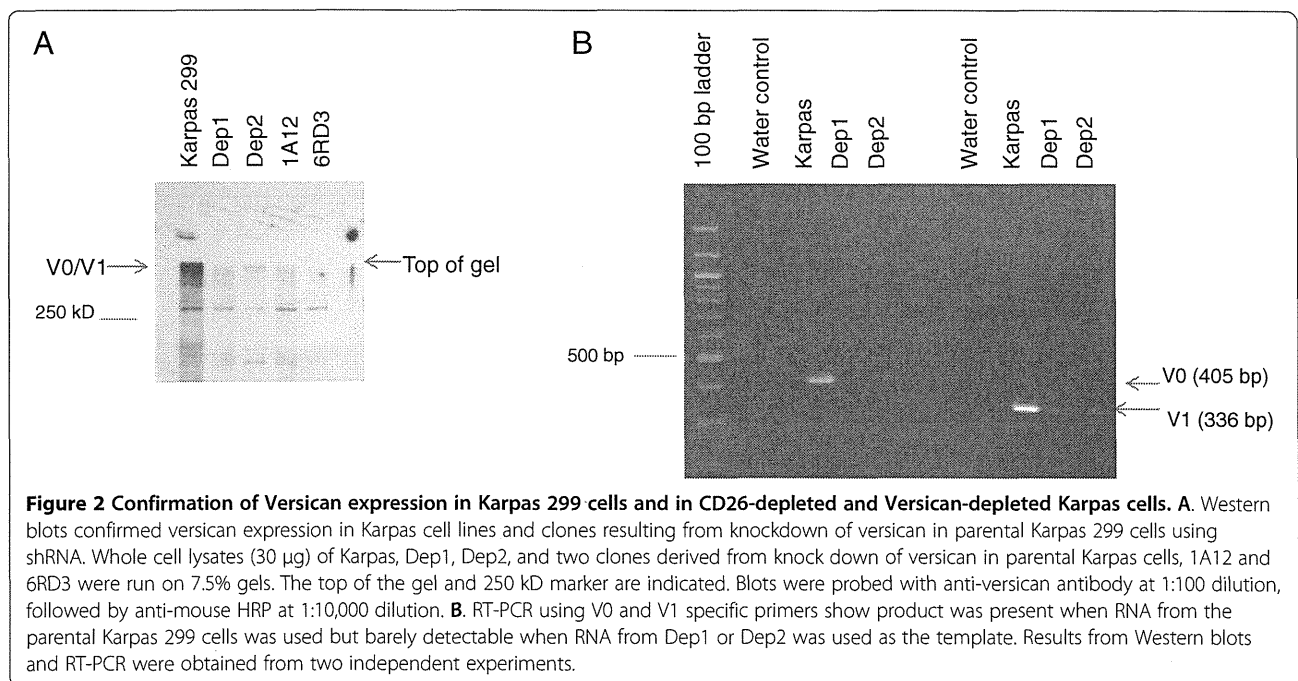 A
B
Karpas 299
Dep1
Dep2
1A12
6RD3
100 bp ladder
Water control
Karpas
Dep1
Dep2
Water control
Karpas
Dep1
Dep2
V0/V1
Top of gel
250 kD
500 bp
V0 (405 bp)
V1 (336 bp)
Figure 2 Confirmation of Versican expression in Karpas 299 cells and in CD26-depleted and Versican-depleted Karpas cells. A. Western
blots confirmed versican expression in Karpas cell lines and clones resulting from knockdown of versican in parental Karpas 299 cells using
shRNA. Whole cell lysates (30 μg) of Karpas, Dep1, Dep2, and two clones derived from knock down of versican in parental Karpas cells, 1A12 and
6RD3 were run on 7.5% gels. The top of the gel and 250 kD marker are indicated. Blots were probed with anti-versican antibody at 1:100 dilution,
followed by anti-mouse HRP at 1:10,000 dilution. B. RT-PCR using V0 and V1 specific primers show product was present when RNA from the
parental Karpas 299 cells was used but barely detectable when RNA from Dep1 or Dep2 was used as the template. Results from Western blots
and RT-PCR were obtained from two independent experiments.